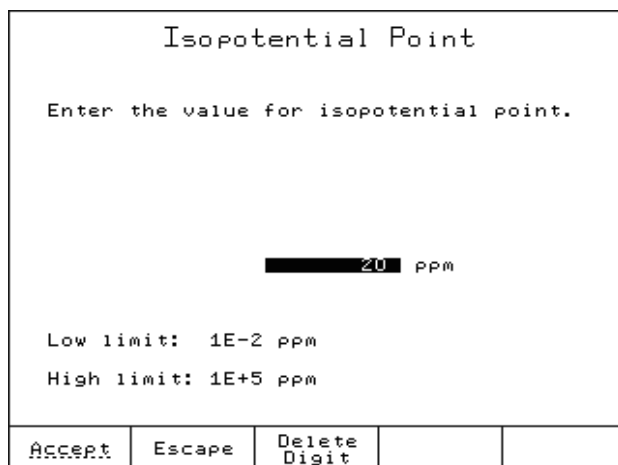 Isopotential Point
Enter the value for isopotential point.
20 ppm
Low limit: 1E-2 ppm
High limit: 1E+5 ppm
Accept Escape Delete Digit